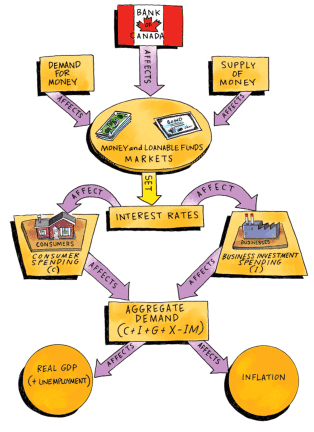 BANK
OF
CANADA
AFFECTS
DEMAND
FOR
MONEY
SUPPLY
OF
MONEY
AFFECTS
AFFECTS
BOND
MONEY and LOANABLE FUNDS
MARKETS
SET
AFFECT
AFFECT
INTEREST RATES
CONSUMERS
CONSUMER
SPENDING
(C)
BUSINESSES
BUSINESS INVESTMENT
SPENDING
(I)
AFFECTS
AFFECTS
AGGREGATE
DEMAND
(C+I+G+X-IM)
AFFECTS
AFFECTS
REAL GDP
(+ UNEMPLOYMENT)
INFLATION